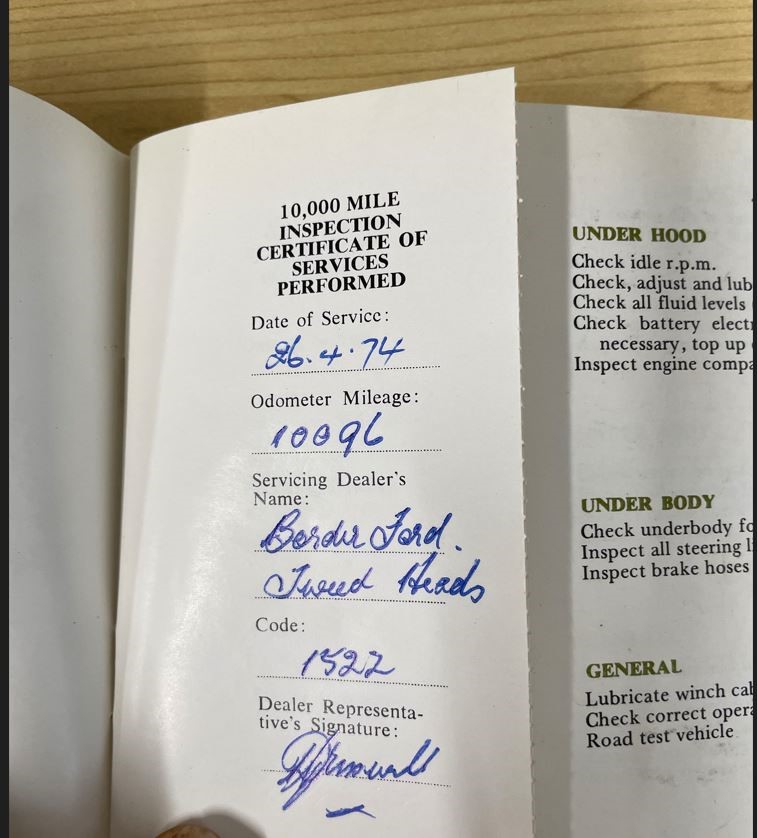 10,000 MILE
INSPECTION
CERTIFICATE OF
SERVICES
PERFORMED
Date of Service:
26.4.74
Odometer Mileage:
10096
Servicing Dealer's
Name:
Border Ford.
Tweed Heads
Code:
1522
Dealer Representa-
tive's Signature:
UNDER HOOD
Check idle r.p.m.
Check, adjust and lub
Check all fluid levels
Check battery elect
necessary, top up
Inspect engine compa
UNDER BODY
Check underbody fo
Inspect all steering l
Inspect brake hoses
GENERAL
Lubricate winch cab
Check correct opera
Road test vehicle